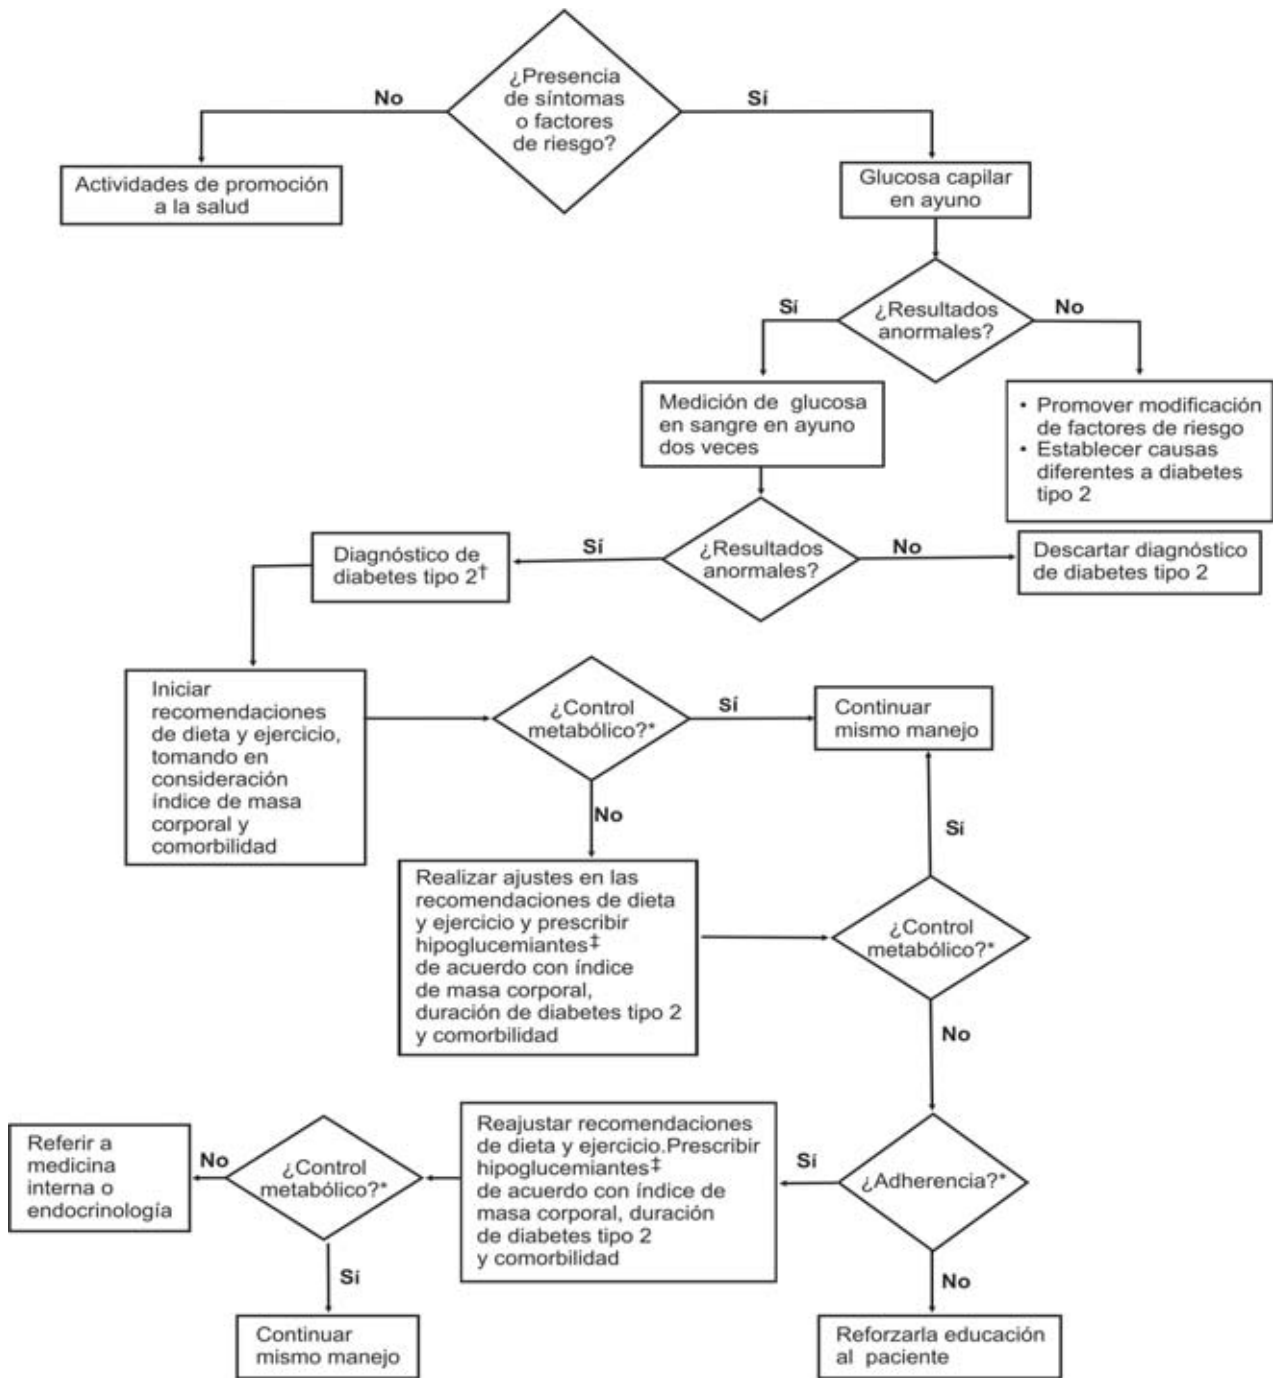 ¿Presencia
de síntomas
o factores
de riesgo?
No
Sí
Actividades de promoción
a la salud
Glucosa capilar
en ayuno
¿Resultados
anormales?
Sí
No
Medición de glucosa
en sangre en ayuno
dos veces
• Promover modificación
de factores de riesgo
• Establecer causas
diferentes a diabetes
tipo 2
¿Resultados
anormales?
Sí
No
Diagnóstico de
diabetes tipo 2†
Descartar diagnóstico
de diabetes tipo 2
Iniciar
recomendaciones
de dieta y ejercicio,
tomando en
consideración
índice de masa
corporal y
comorbilidad
¿Control
metabólico?*
Sí
Continuar
mismo manejo
No
Sí
Realizar ajustes en las
recomendaciones de dieta
y ejercicio y prescribir
hipoglucemiantes‡
de acuerdo con índice
de masa corporal,
duración de diabetes tipo 2
y comorbilidad
¿Control
metabólico?*
No
¿Adherencia?*
Sí
Reajustar recomendaciones
de dieta y ejercicio.Prescribir
hipoglucemiantes‡
de acuerdo con índice de
masa corporal, duración
de diabetes tipo 2
y comorbilidad
¿Control
metabólico?*
No
Referir a
medicina
interna o
endocrinología
Sí
Continuar
mismo manejo
No
Reforzarla educación
al paciente